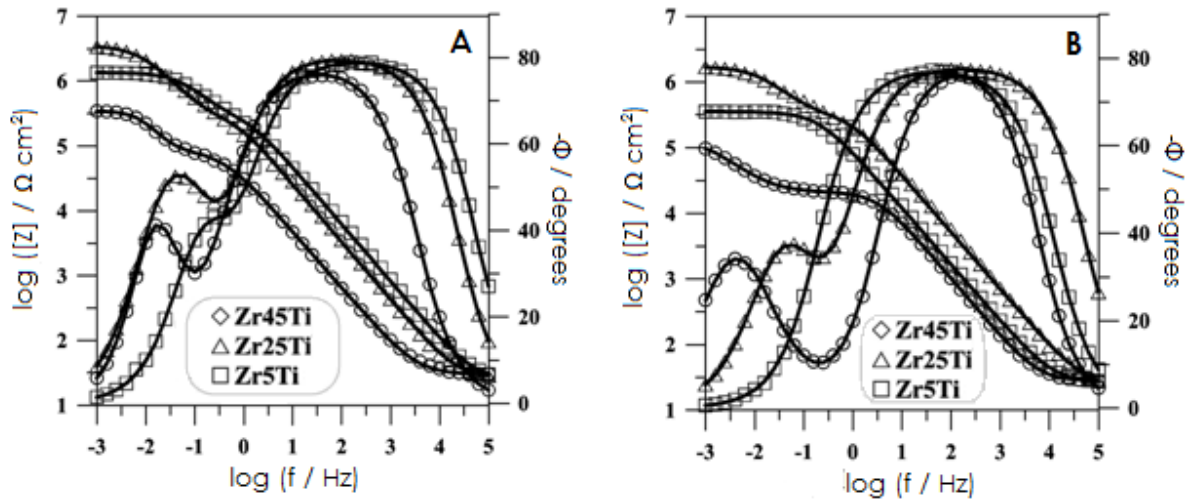 A
7
6
5
4
3
2
1
log ([Z] / Ω cm²)
80
60
40
20
0
-Φ / degrees
Zr45Ti
Zr25Ti
Zr5Ti
-3 -2 -1 0 1 2 3 4 5
log (f / Hz)
B
7
6
5
4
3
2
1
log ([Z] / Ω cm²)
80
60
40
20
0
-Φ / degrees
Zr45Ti
Zr25Ti
Zr5Ti
-3 -2 -1 0 1 2 3 4 5
log (f / Hz)